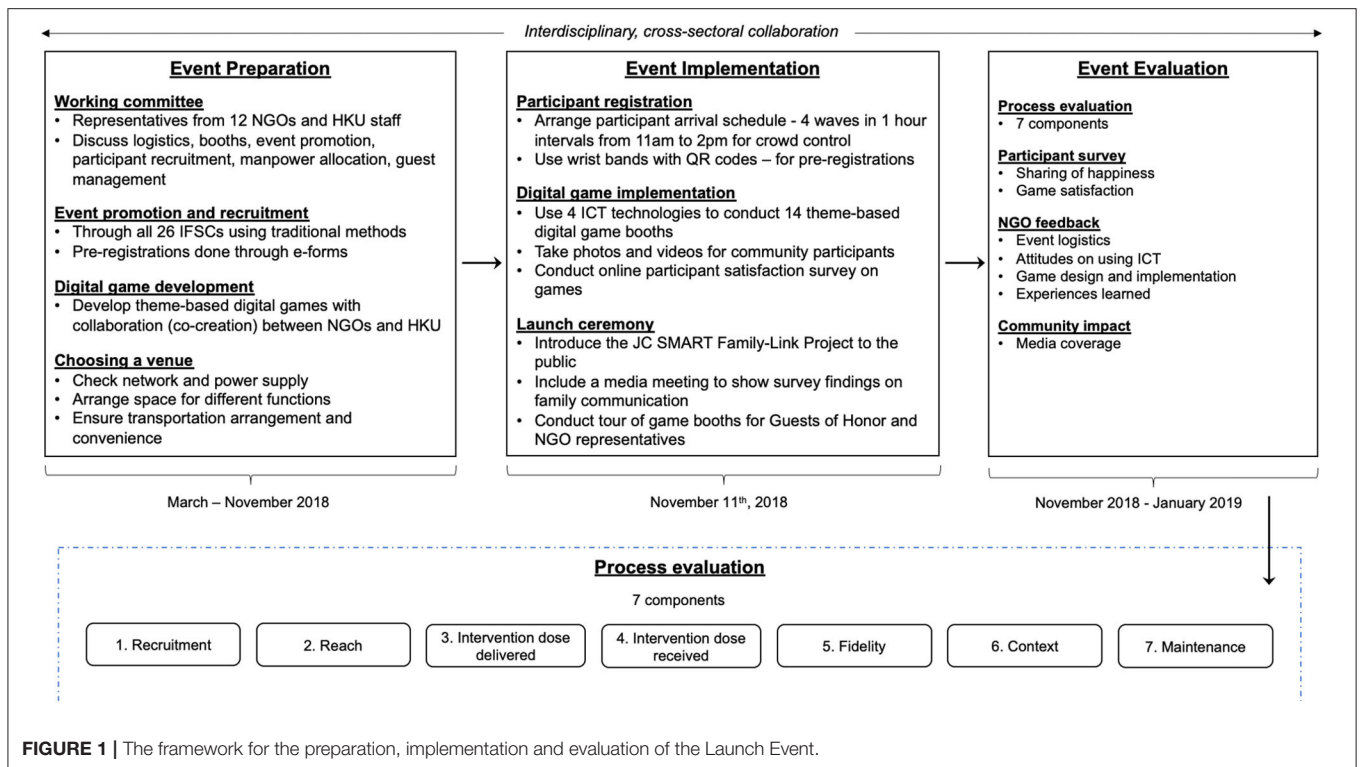 Interdisciplinary, cross-sectoral collaboration
Event Preparation
Working committee
• Representatives from 12 NGOs and HKU staff
• Discuss logistics, booths, event promotion,
participant recruitment, manpower allocation, guest
management
Event promotion and recruitment
• Through all 26 IFSCs using traditional methods
• Pre-registrations done through e-forms
Digital game development
• Develop theme-based digital games with
collaboration (co-creation) between NGOs and HKU
Choosing a venue
• Check network and power supply
• Arrange space for different functions
• Ensure transportation arrangement and
convenience
March – November 2018
Event Implementation
Participant registration
• Arrange participant arrival schedule - 4 waves in 1 hour
intervals from 11am to 2pm for crowd control
• Use wrist bands with QR codes – for pre-registrations
Digital game implementation
• Use 4 ICT technologies to conduct 14 theme-based
digital game booths
• Take photos and videos for community participants
• Conduct online participant satisfaction survey on
games
Launch ceremony
• Introduce the JC SMART Family-Link Project to the
public
• Include a media meeting to show survey findings on
family communication
• Conduct tour of game booths for Guests of Honor and
NGO representatives
November 11th, 2018
Event Evaluation
Process evaluation
• 7 components
Participant survey
• Sharing of happiness
• Game satisfaction
NGO feedback
• Event logistics
• Attitudes on using ICT
• Game design and implementation
• Experiences learned
Community impact
• Media coverage
November 2018 - January 2019
Process evaluation
7 components
1. Recruitment
2. Reach
3. Intervention dose
delivered
4. Intervention dose
received
5. Fidelity
6. Context
7. Maintenance
FIGURE 1 | The framework for the preparation, implementation and evaluation of the Launch Event.